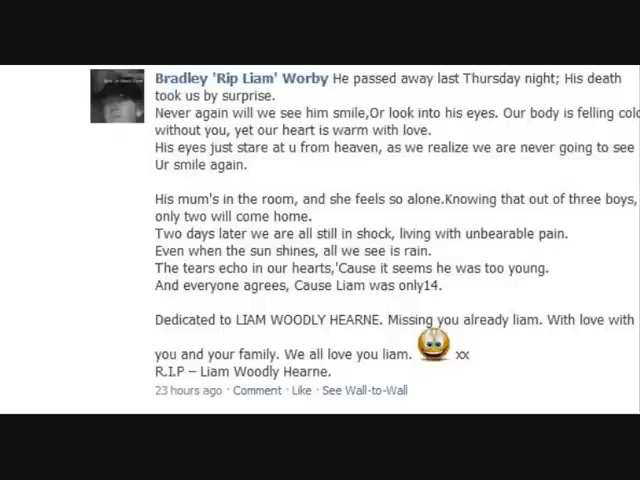 Bradley 'Rip Liam' Worby He passed away last Thursday night; His death
took us by surprise.
Never again will we see him smile,Or look into his eyes. Our body is felling cold
without you, yet our heart is warm with love.
His eyes just stare at u from heaven, as we realize we are never going to see
Ur smile again.
His mum's in the room, and she feels so alone.Knowing that out of three boys,
only two will come home.
Two days later we are all still in shock, living with unbearable pain.
Even when the sun shines, all we see is rain.
The tears echo in our hearts,'Cause it seems he was too young.
And everyone agrees, Cause Liam was only14.
Dedicated to LIAM WOODLY HEARNE. Missing you already liam. With love with
you and your family. We all love you liam. xx
R.I.P – Liam Woodly Hearne.
23 hours ago · Comment · Like · See Wall-to-Wall